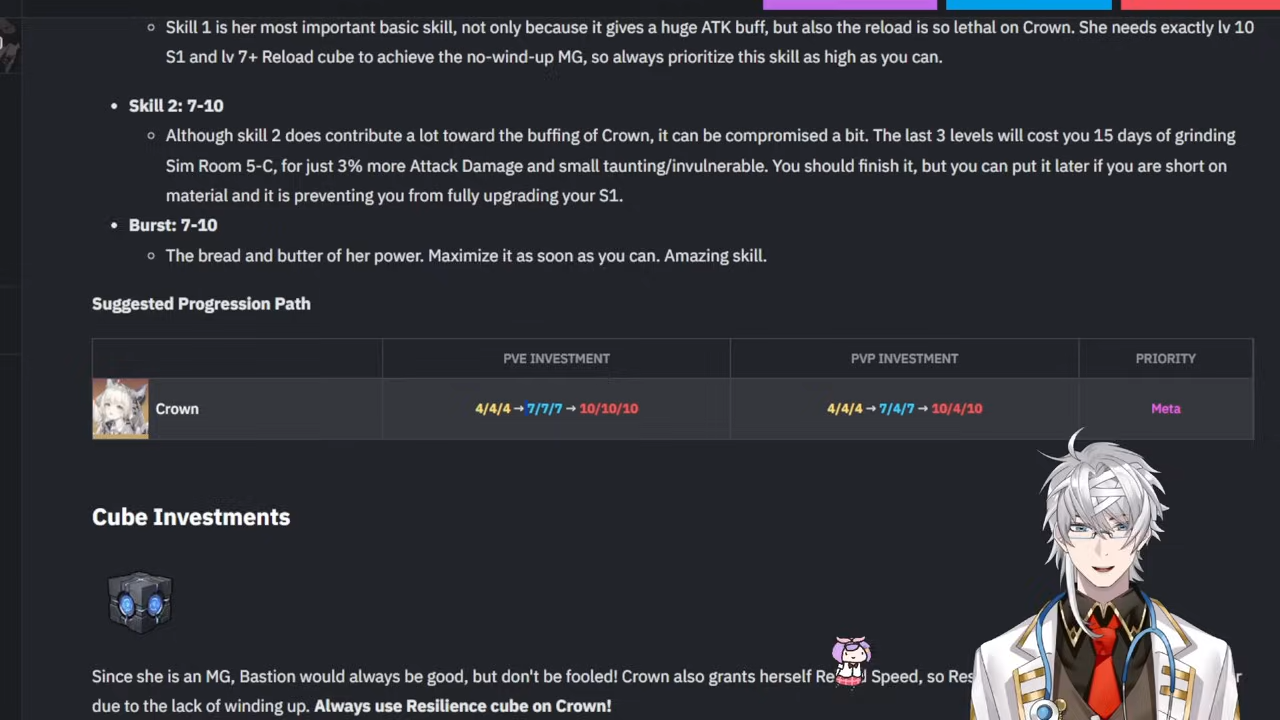 Skill 1 is her most important basic skill, not only because it gives a huge ATK buff, but also the reload is so lethal on Crown. She needs exactly lv 10
S1 and lv 7+ Reload cube to achieve the no-wind-up MG, so always prioritize this skill as high as you can.
Skill 2: 7-10
Although skill 2 does contribute a lot toward the buffing of Crown, it can be compromised a bit. The last 3 levels will cost you 15 days of grinding
Sim Room 5-C, for just 3% more Attack Damage and small taunting/invulnerable. You should finish it, but you can put it later if you are short on
material and it is preventing you from fully upgrading your S1.
Burst: 7-10
The bread and butter of her power. Maximize it as soon as you can. Amazing skill.
Suggested Progression Path
PVE INVESTMENT PVP INVESTMENT PRIORITY
Crown 4/4/4 → 7/7/7 → 10/10/10 4/4/4 → 7/4/7 → 10/4/10 Meta
Cube Investments
Since she is an MG, Bastion would always be good, but don't be fooled! Crown also grants herself Speed, so
due to the lack of winding up. Always use Resilience cube on Crown!